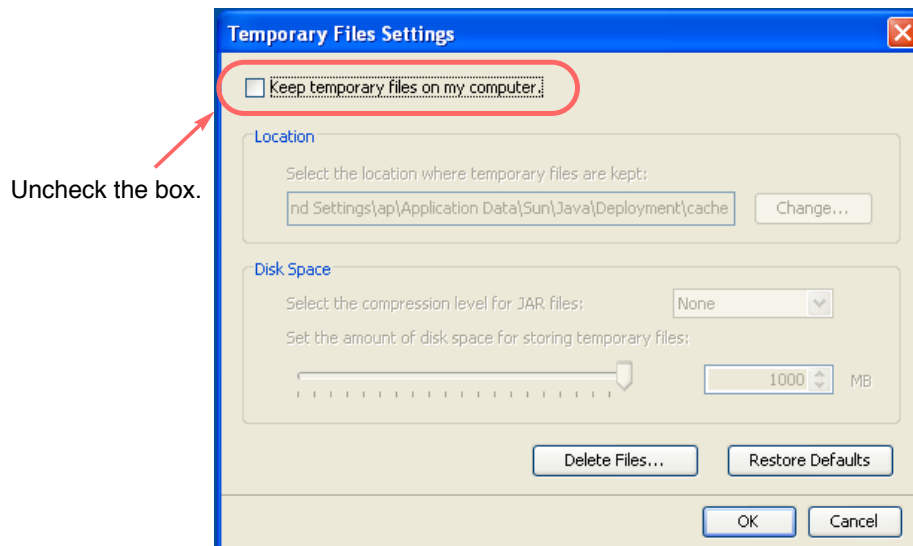 Temporary Files Settings
Keep temporary files on my computer.
Uncheck the box.
Location
Select the location where temporary files are kept:
nd Settings\ap\Application Data\Sun\Java\Deployment\cache
Change...
Disk Space
Select the compression level for JAR files:
None
Set the amount of disk space for storing temporary files:
1000 MB
Delete Files...
Restore Defaults
OK
Cancel